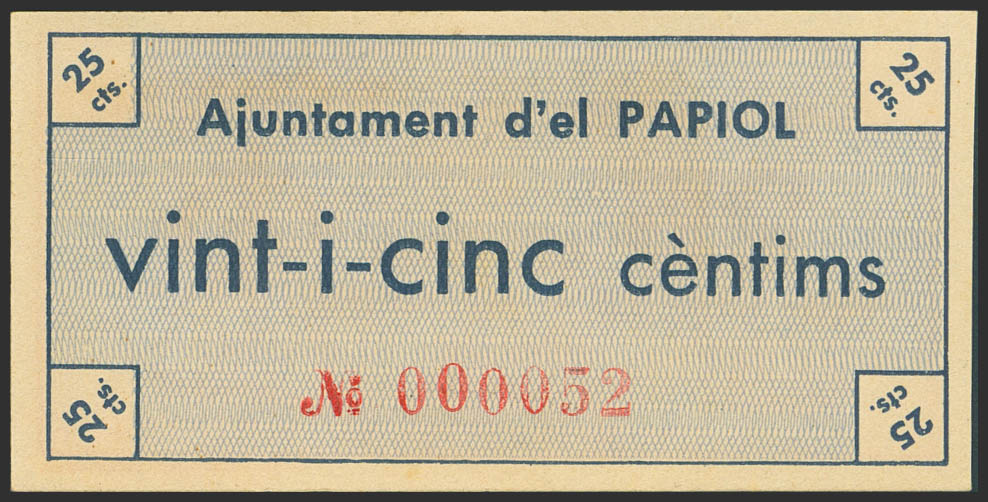 25 cts.
25 cts.
Ajuntament d'el PAPIOL
vint-i-cinc cèntims
Nº 000052
25 cts.
25 cts.